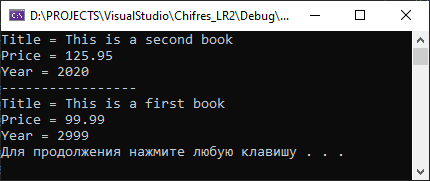 D:\PROJECTS\VisualStudio\Chifres_LR2\Debug\...
Title = This is a second book
Price = 125.95
Year = 2020
-----------------
Title = This is a first book
Price = 99.99
Year = 2999
Для продолжения нажмите любую клавишу . . .